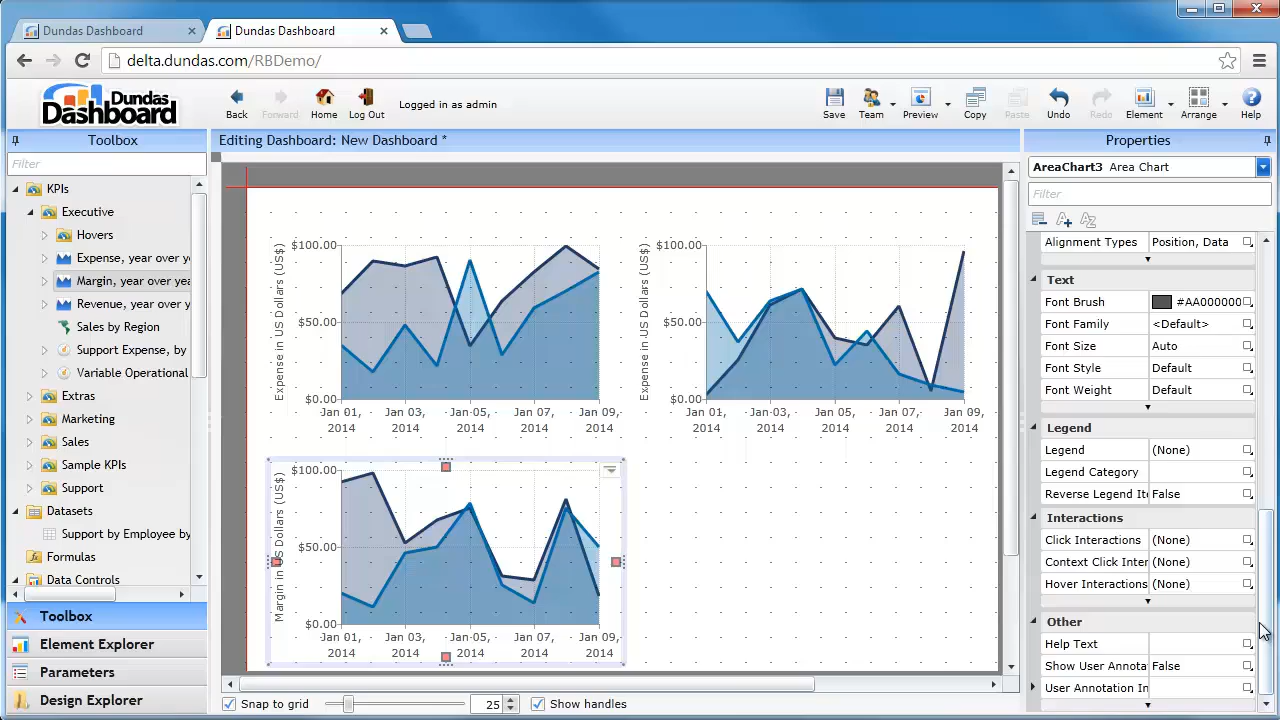 Dundas Dashboard
Dundas Dashboard
delta.dundas.com/RBDemo/
Dundas
Dashboard
Back
Forward
Home
Log Out
Logged in as admin
Save
Team
Preview
Copy
Paste
Undo
Redo
Element
Arrange
Help
Toolbox
Editing Dashboard: New Dashboard *
Properties
Filter
KPIs
Executive
Hovers
Expense, year over ye
Margin, year over yea
Revenue, year over y
Sales by Region
Support Expense, by
Variable Operational
Extras
Marketing
Sales
Sample KPIs
Support
Datasets
Support by Employee by
Formulas
Data Controls
Toolbox
Element Explorer
Parameters
Design Explorer
Expense in US Dollars (US$)
$100.00
$50.00
$0.00
Jan 01, 2014
Jan 03, 2014
Jan 05, 2014
Jan 07, 2014
Jan 09, 2014
Expense in US Dollars (US$)
$100.00
$50.00
$0.00
Jan 01, 2014
Jan 03, 2014
Jan 05, 2014
Jan 07, 2014
Jan 09, 2014
Margin in US Dollars (US$)
$100.00
$50.00
$0.00
Jan 01, 2014
Jan 03, 2014
Jan 05, 2014
Jan 07, 2014
Jan 09, 2014
Snap to grid
25
Show handles
AreaChart3 Area Chart
Filter
Alignment Types Position, Data
Text
Font Brush #AA000000
Font Family <Default>
Font Size Auto
Font Style Default
Font Weight Default
Legend
Legend (None)
Legend Category
Reverse Legend Ite False
Interactions
Click Interactions (None)
Context Click Inter (None)
Hover Interactions (None)
Other
Help Text
Show User Annota False
User Annotation In